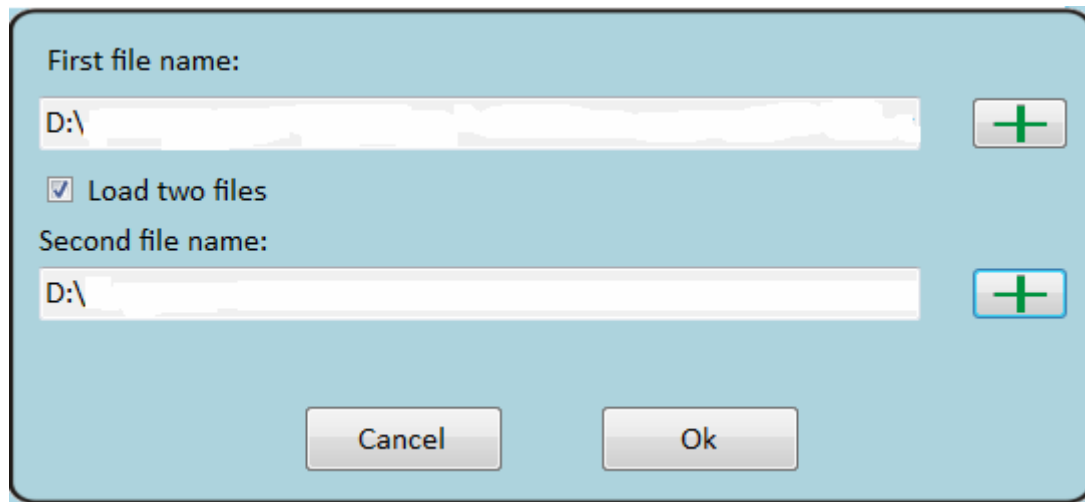 First file name:
D:\
Load two files
Second file name:
D:\
Cancel
Ok